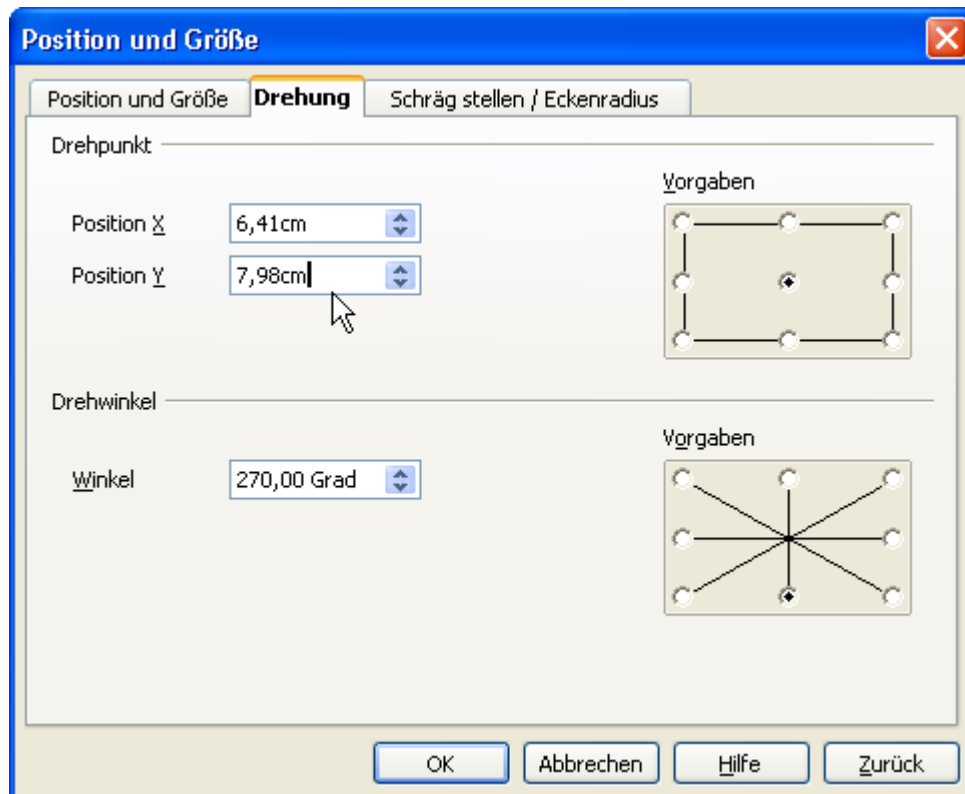 Position und Größe
Position und Größe Drehung Schräg stellen / Eckenradius
Drehpunkt
Vorgaben
Position X 6,41cm
Position Y 7,98cm
Drehwinkel
Vorgaben
Winkel 270,00 Grad
OK Abbrechen Hilfe Zurück